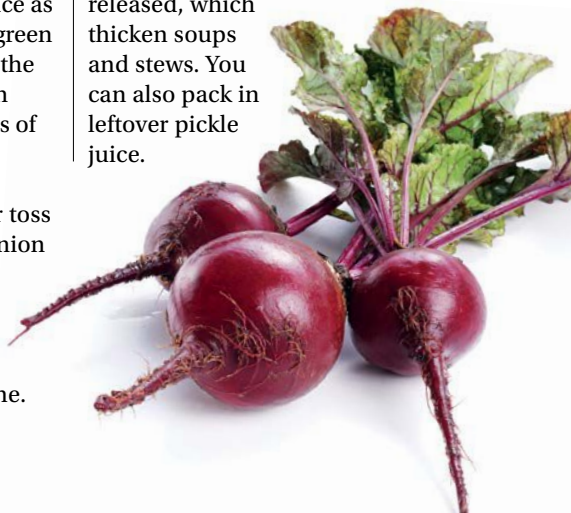 ce as
green
the
s of
r toss
nion
ne.
released, which
thicken soups
and stews. You
can also pack in
leftover pickle
juice.